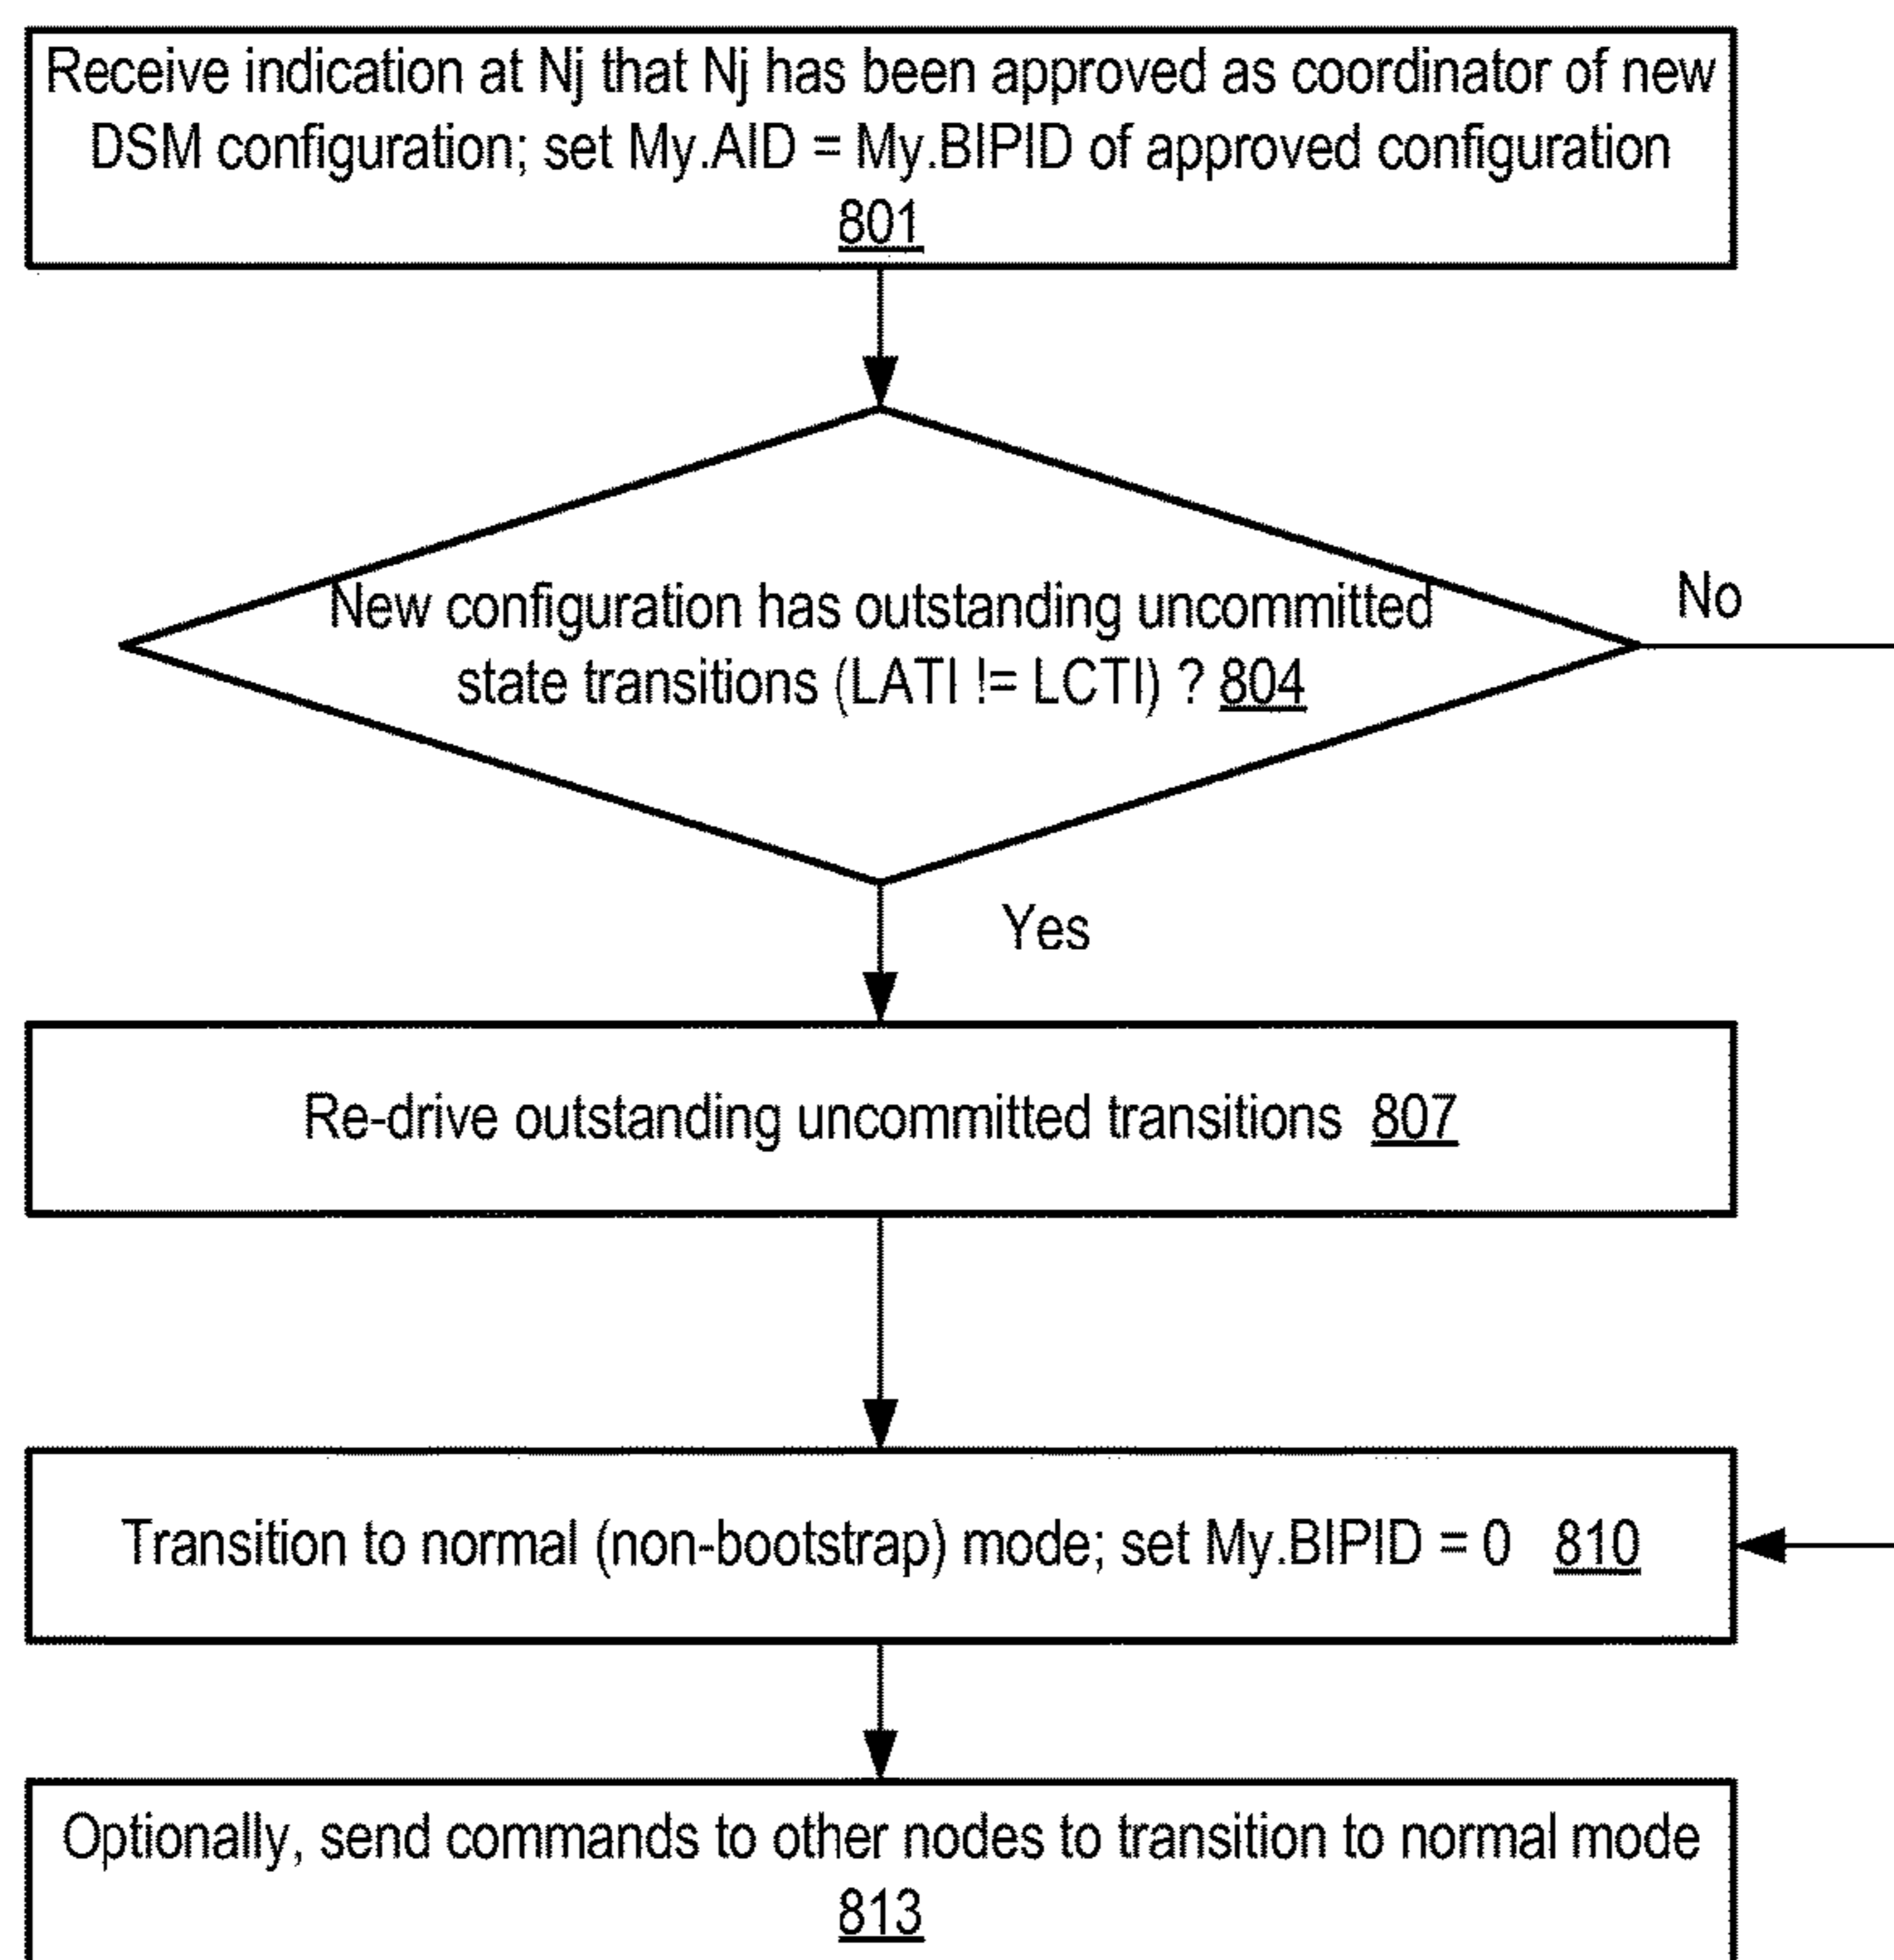 Receive indication at Nj that Nj has been approved as coordinator of new
DSM configuration; set My.AID = My.BIPID of approved configuration
801
New configuration has outstanding uncommitted
state transitions (LATI != LCTI) ? 804
No
Yes
Re-drive outstanding uncommitted transitions 807
Transition to normal (non-bootstrap) mode; set My.BIPID = 0 810
Optionally, send commands to other nodes to transition to normal mode
813